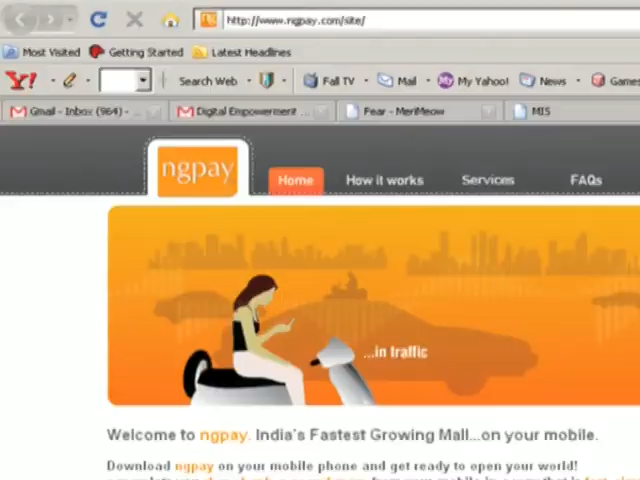 http://www.ngpay.com/site/
Most Visited Getting Started Latest Headlines
Y! Search Web Fall TV Mail My My Yahoo! News Games
Gmail - Inbox (964) - ... Digital Empowerment ... Fear - MeriMeow MIS
ngpay Home How it works Services FAQs
...in traffic
Welcome to ngpay. India's Fastest Growing Mall...on your mobile.
Download ngpay on your mobile phone and get ready to open your world!